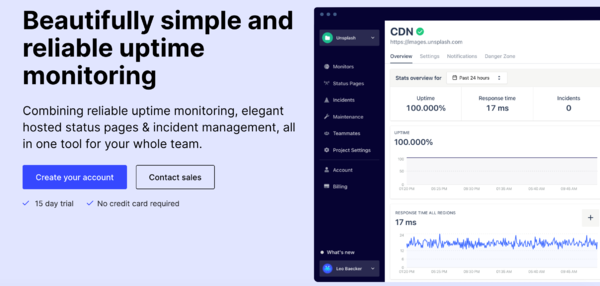 Beautifully simple and
reliable uptime
monitoring
Combining reliable uptime monitoring, elegant
hosted status pages & incident management, all
in one tool for your whole team.
Create your account
Contact sales
15 day trial
No credit card required
Unsplash
Monitors
Status Pages
Incidents
Maintenance
Teammates
Project Settings
Account
Billing
What's new
Leo Baecker
CDN
https://images.unsplash.com
Overview Settings Notifications Danger Zone
Stats overview for Past 24 hours
Uptime Response time Incidents
100.000% 17 ms 0
UPTIME
100.000%
RESPONSE TIME ALL REGIONS
17 ms